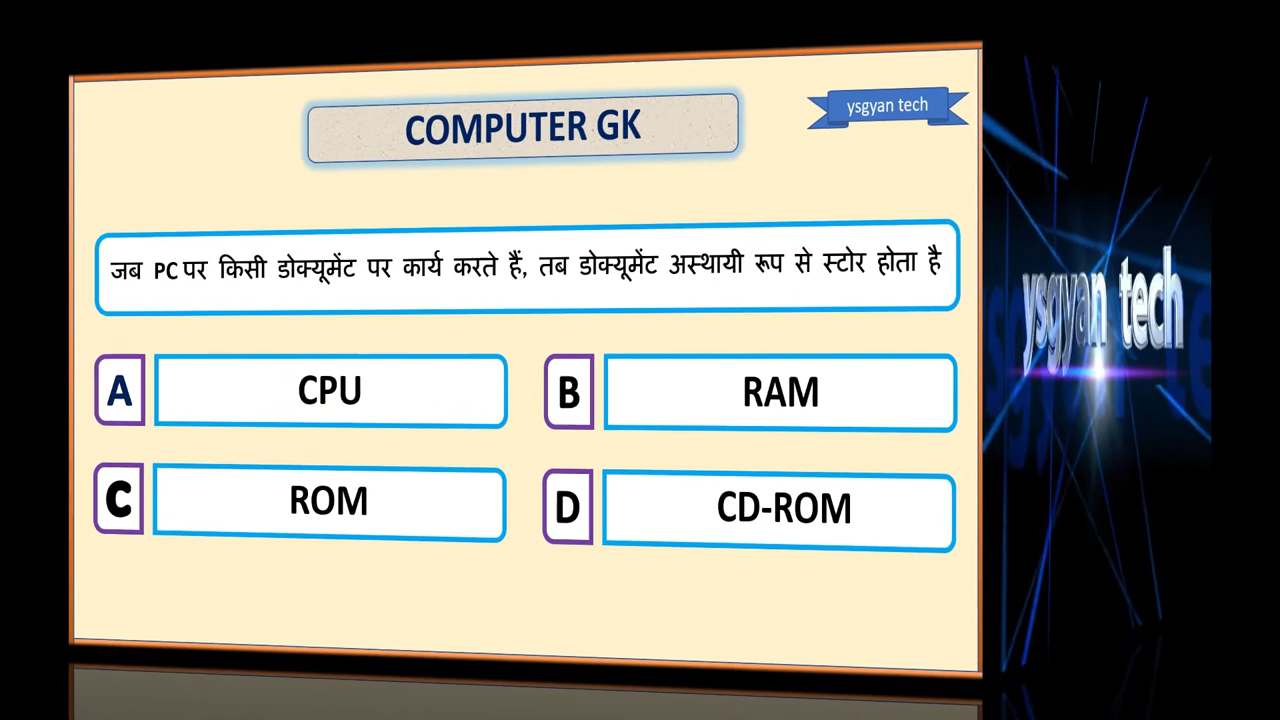 COMPUTER GK
ysgyan tech
जब PC पर किसी डोक्यूमेंट पर कार्य करते हैं, तब डोक्यूमेंट अस्थायी रूप से स्टोर होता है
A CPU
B RAM
C ROM
D CD-ROM
ysgyan tech